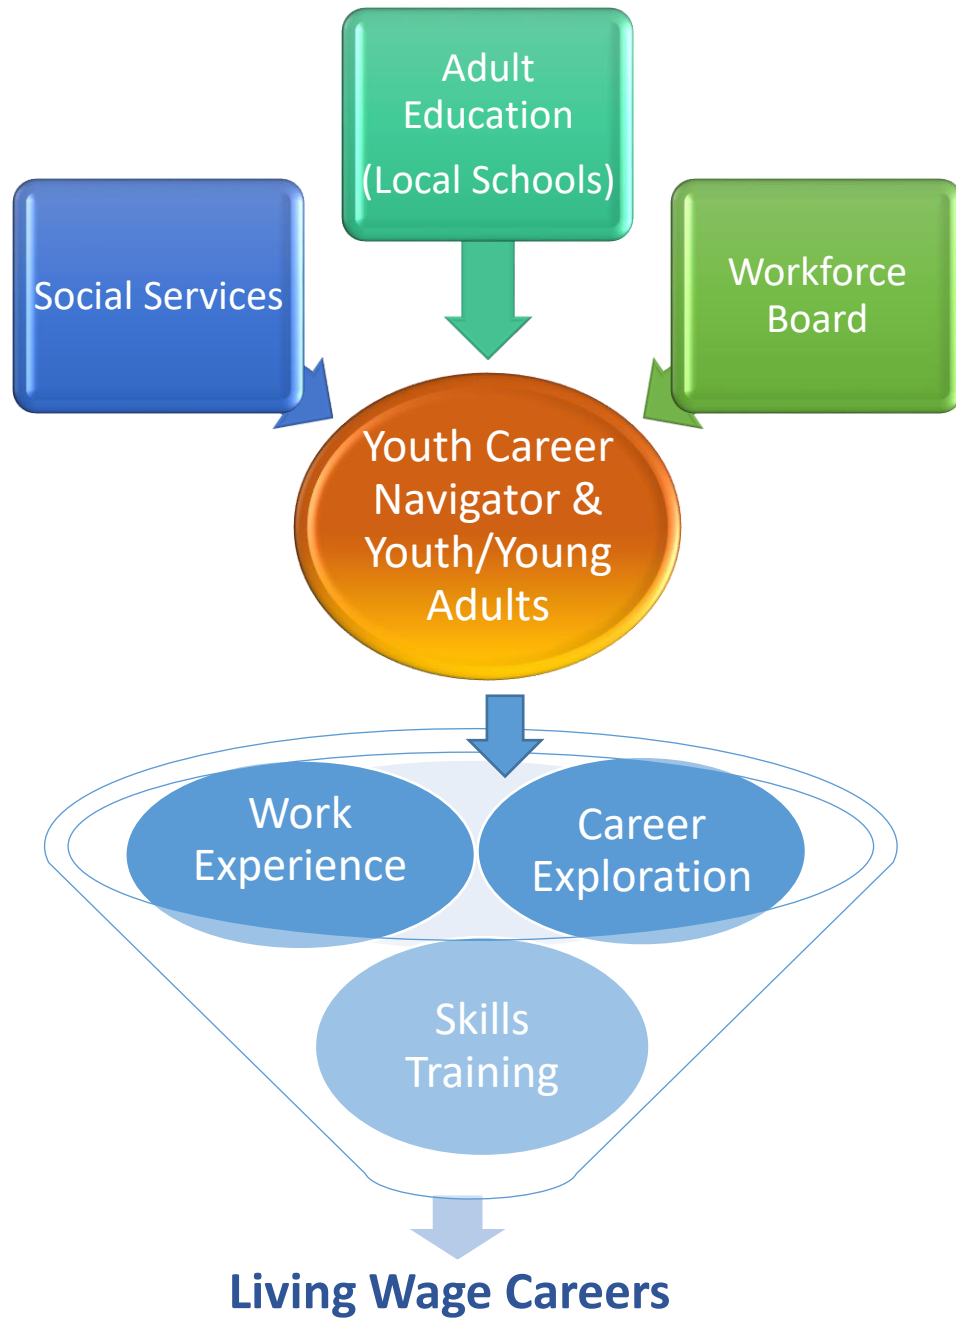 Adult
Education
(Local Schools)
Social Services
Workforce
Board
Youth Career
Navigator &
Youth/Young
Adults
Work
Experience
Career
Exploration
Skills
Training
Living Wage Careers